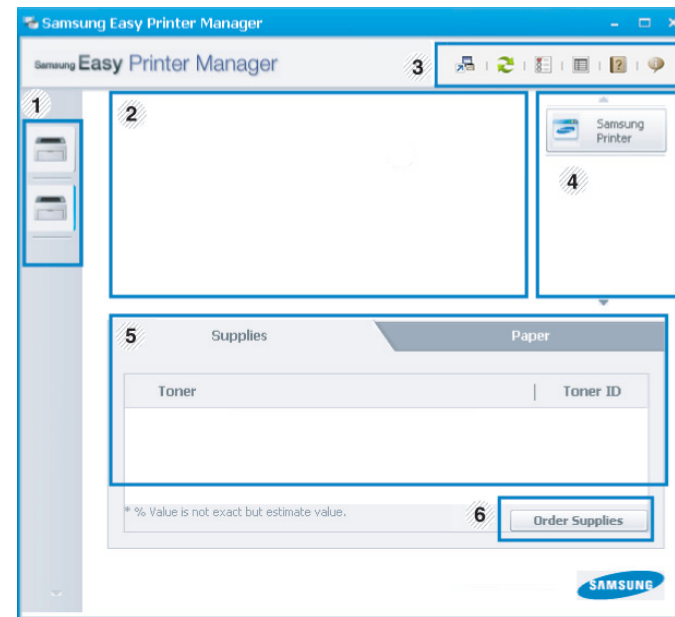 Samsung Easy Printer Manager
Samsung Easy Printer Manager
3
1
2
Samsung
Printer
4
5
Supplies
Paper
Toner
Toner ID
* % Value is not exact but estimate value.
6
Order Supplies
SAMSUNG